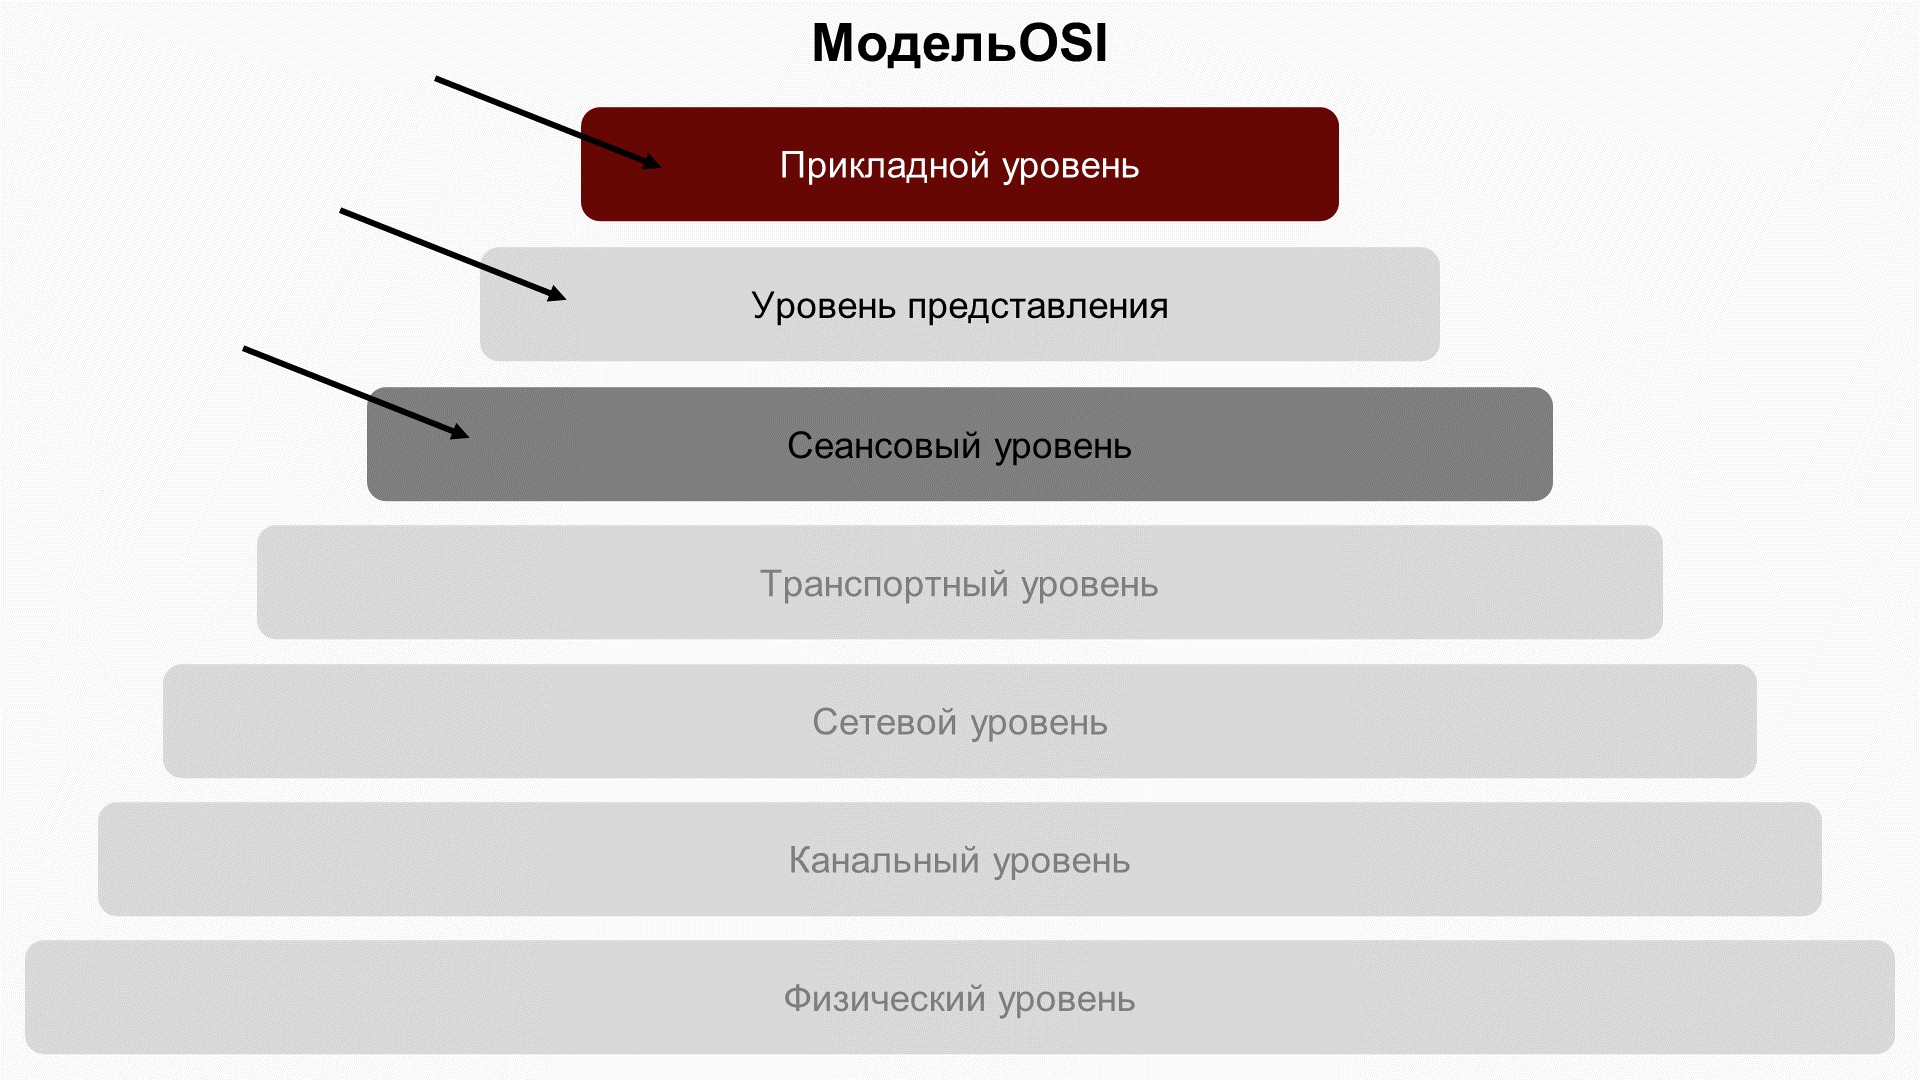 МодельOSI
Прикладной уровень
Уровень представления
Сеансовый уровень
Транспортный уровень
Сетевой уровень
Канальный уровень
Физический уровень